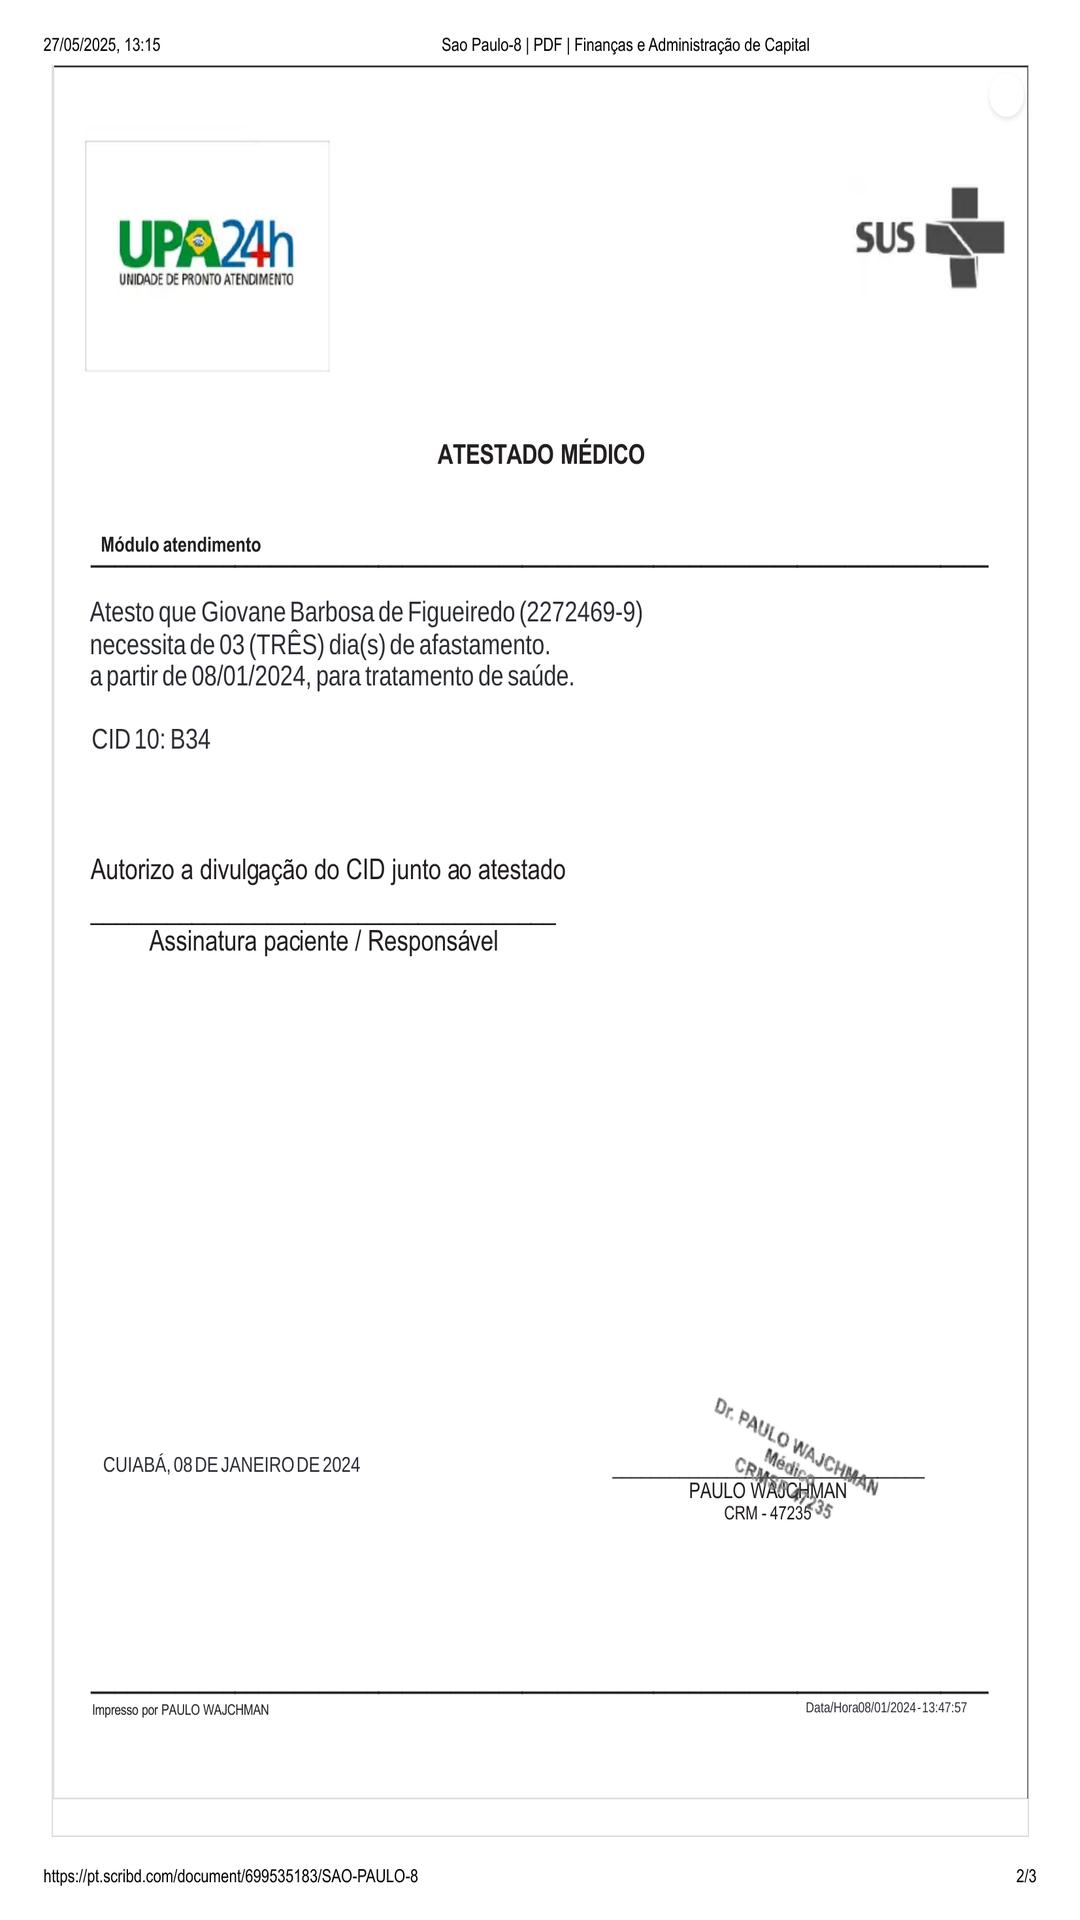 27/05/2025, 13:15 Sao Paulo-8 | PDF | Finanças e Administração de Capital
UPA24h
UNIDADE DE PRONTO ATENDIMENTO
SUS
ATESTADO MÉDICO
Módulo atendimento
Atesto que Giovane Barbosa de Figueiredo (2272469-9)
necessita de 03 (TRÊS) dia(s) de afastamento.
a partir de 08/01/2024, para tratamento de saúde.
CID 10: B34
Autorizo a divulgação do CID junto ao atestado
Assinatura paciente / Responsável
Dr. PAULO WAJCHMAN
Médico
CRMSP 47235
CUIABÁ, 08 DE JANEIRO DE 2024
PAULO WAJCHMAN
CRM - 47235
Impresso por PAULO WAJCHMAN Data/Hora08/01/2024-13:47:57
https://pt.scribd.com/document/699535183/SAO-PAULO-8 2/3